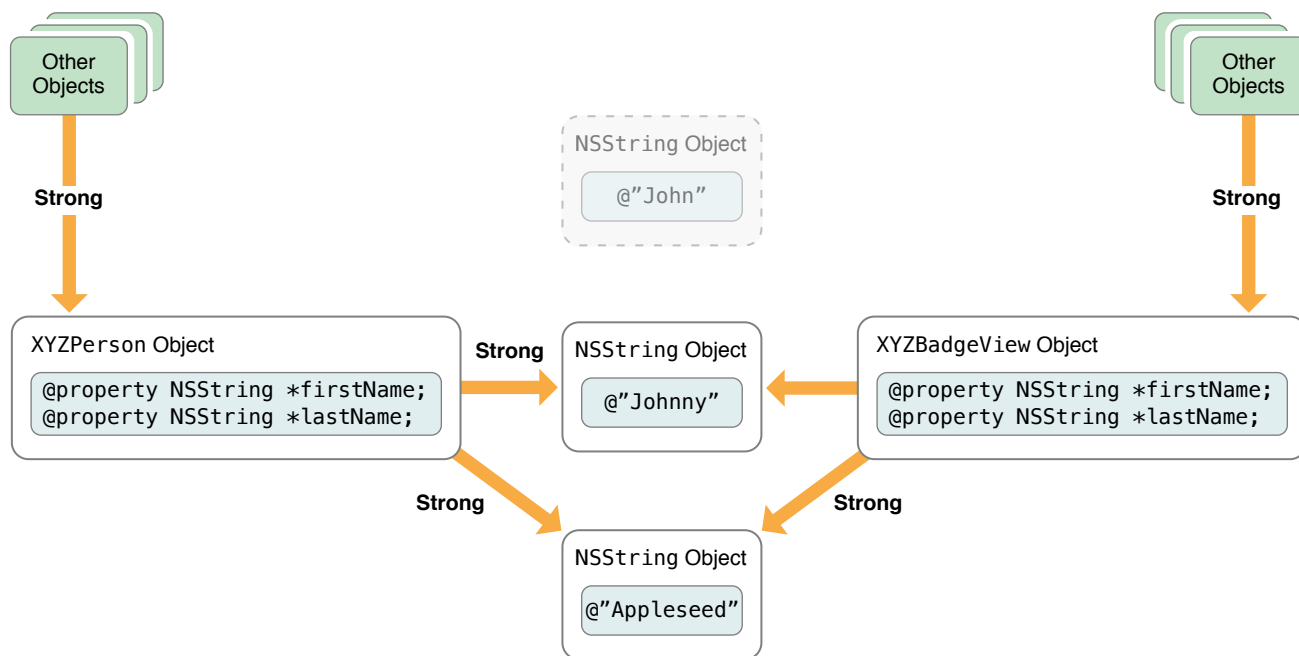 Other
Objects
Other
Objects
NSString Object
@”John”
Strong
Strong
XYZPerson Object
@property NSString *firstName;
@property NSString *lastName;
Strong
NSString Object
@”Johnny”
XYZBadgeView Object
@property NSString *firstName;
@property NSString *lastName;
Strong
Strong
NSString Object
@”Appleseed”